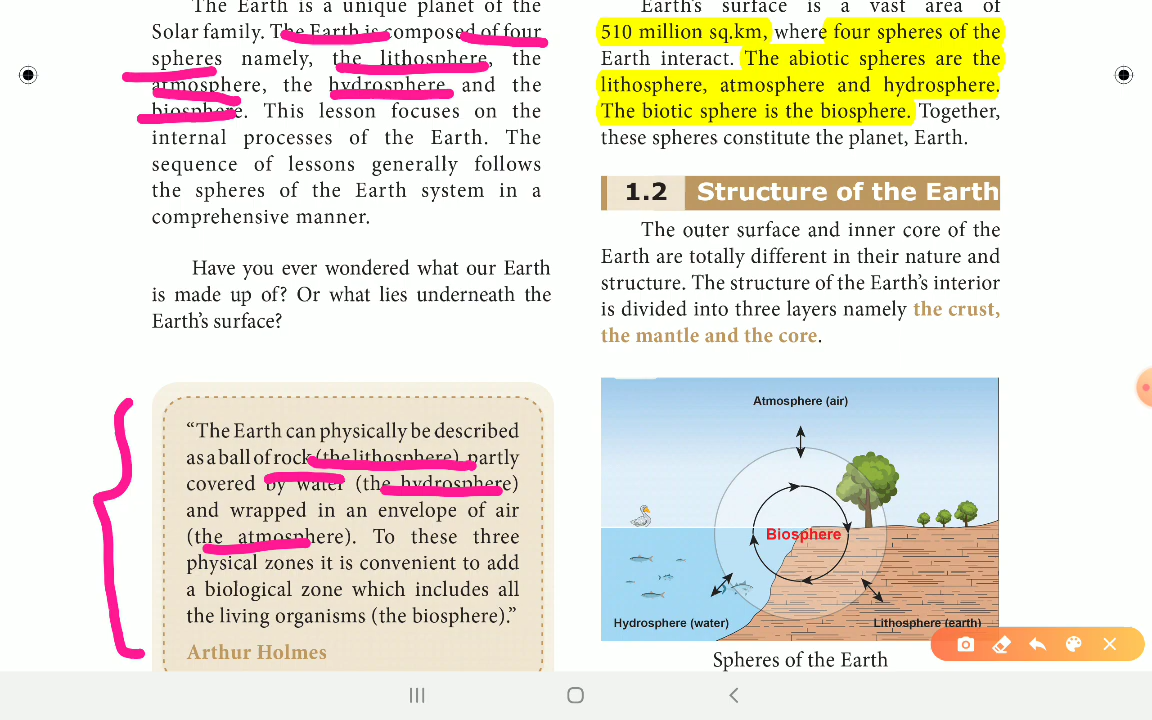 The Earth is a unique planet of the
Solar family. The Earth is composed of four
spheres namely, the lithosphere, the
atmosphere, the hydrosphere and the
biosphere. This lesson focuses on the
internal processes of the Earth. The
sequence of lessons generally follows
the spheres of the Earth system in a
comprehensive manner.
Have you ever wondered what our Earth
is made up of? Or what lies underneath the
Earth's surface?
“The Earth can physically be described
as a ball of rock (the lithosphere), partly
covered by water (the hydrosphere)
and wrapped in an envelope of air
(the atmosphere). To these three
physical zones it is convenient to add
a biological zone which includes all
the living organisms (the biosphere).”
Arthur Holmes
Earth's surface is a vast area of
510 million sq.km, where four spheres of the
Earth interact. The abiotic spheres are the
lithosphere, atmosphere and hydrosphere.
The biotic sphere is the biosphere. Together,
these spheres constitute the planet, Earth.
1.2 Structure of the Earth
The outer surface and inner core of the
Earth are totally different in their nature and
structure. The structure of the Earth's interior
is divided into three layers namely the crust,
the mantle and the core.
Atmosphere (air)
Biosphere
Hydrosphere (water)
Lithosphere (earth)
Spheres of the Earth